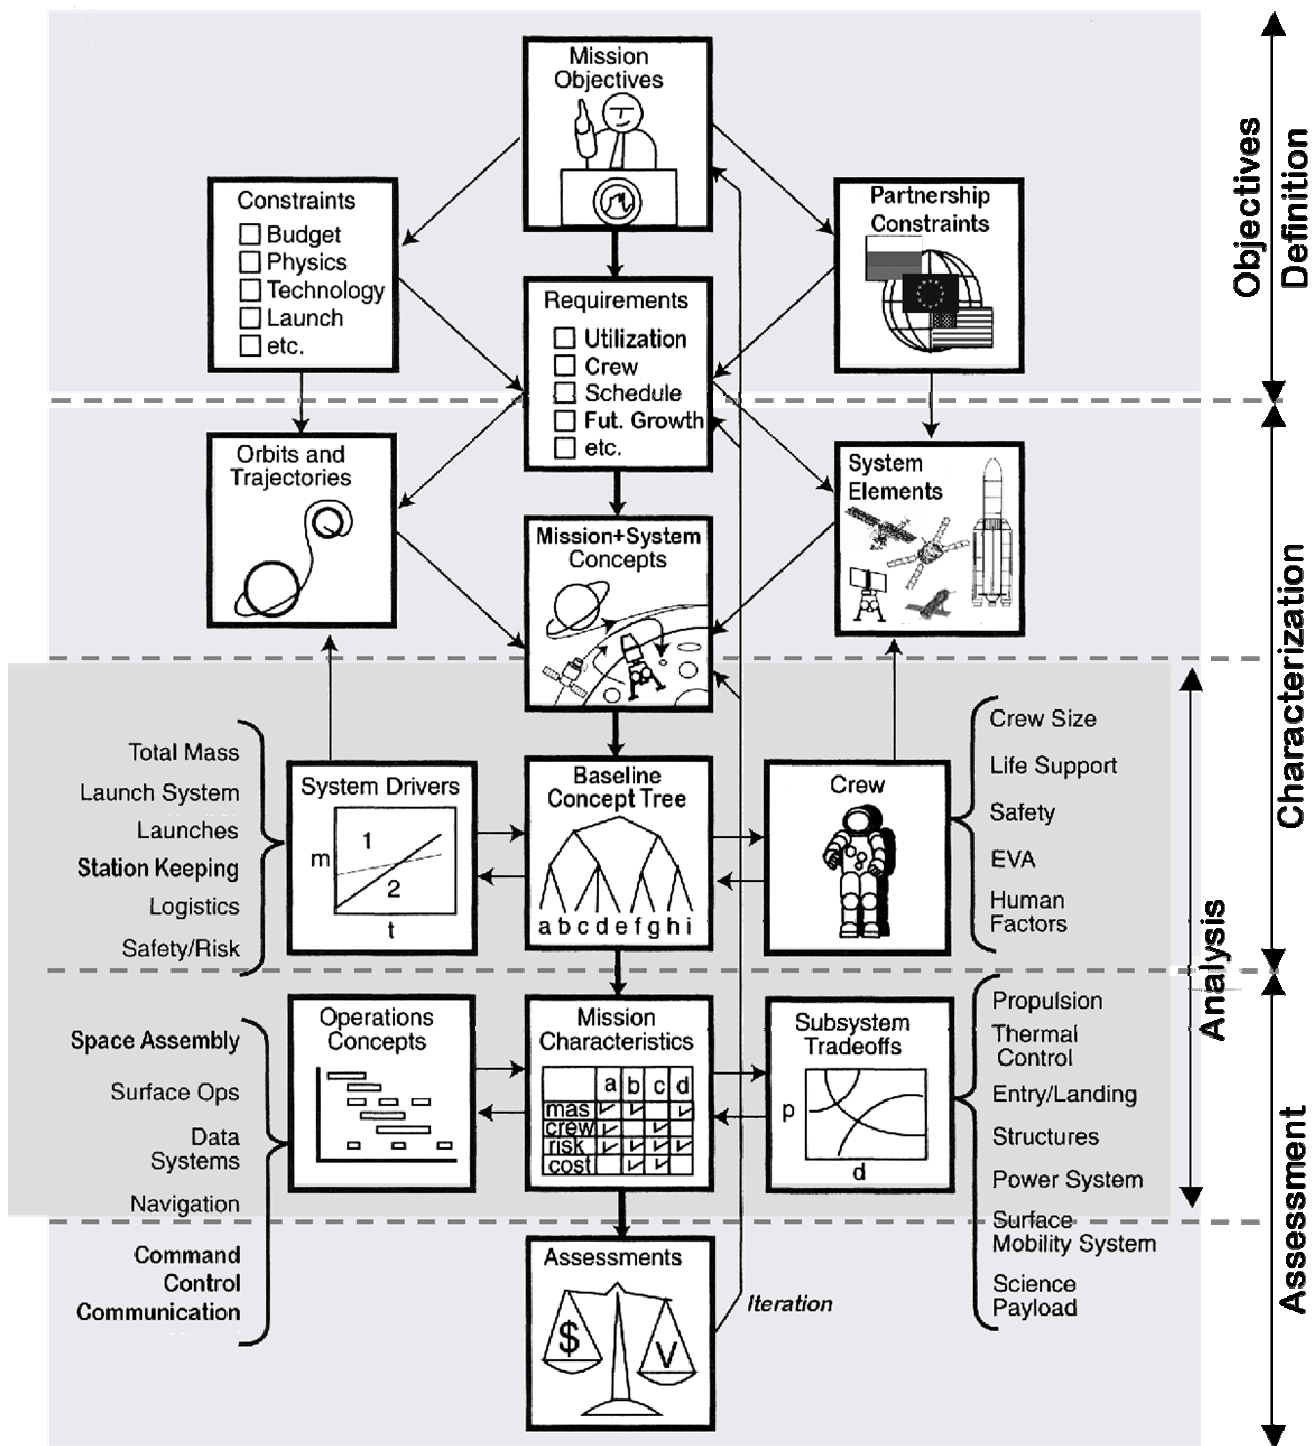 Mission
Objectives
Constraints
Budget
Physics
Technology
Launch
etc.
Partnership
Constraints
Requirements
Utilization
Crew
Schedule
Fut. Growth
etc.
Objectives
Definition
Orbits and
Trajectories
System
Elements
Mission+System
Concepts
Characterization
Total Mass
Launch System
Launches
Station Keeping
Logistics
Safety/Risk
System Drivers
m
1
2
t
Baseline
Concept Tree
a b c d e f g h i
Crew
Crew Size
Life Support
Safety
EVA
Human
Factors
Analysis
Space Assembly
Surface Ops
Data
Systems
Navigation
Command
Control
Communication
Operations
Concepts
Mission
Characteristics
a b c d
mas
crew
risk
cost
Subsystem
Tradeoffs
p
d
Propulsion
Thermal
Control
Entry/Landing
Structures
Power System
Surface
Mobility System
Science
Payload
Assessment
Assessments
$ V
Iteration